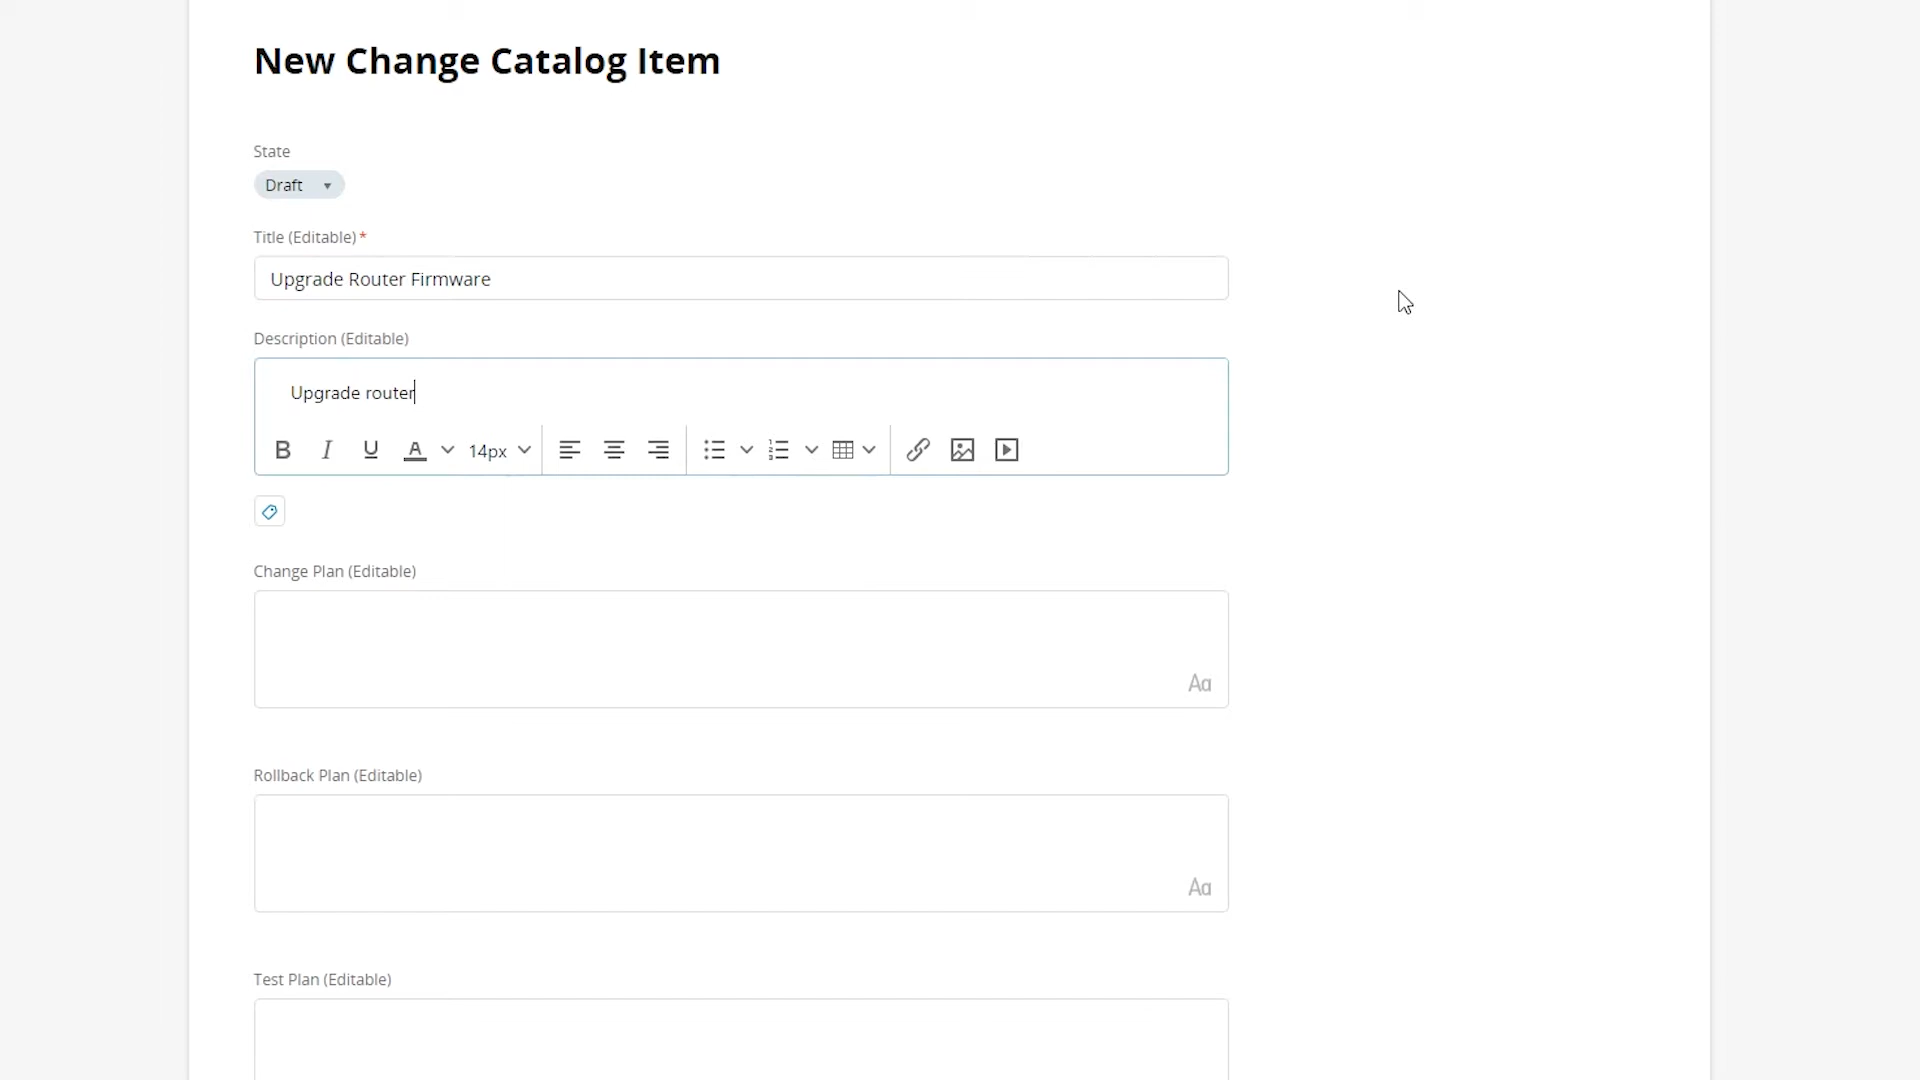 New Change Catalog Item
State
Draft
Title (Editable)*
Upgrade Router Firmware
Description (Editable)
Upgrade router
B I U A 14px
Change Plan (Editable)
Aa
Rollback Plan (Editable)
Aa
Test Plan (Editable)